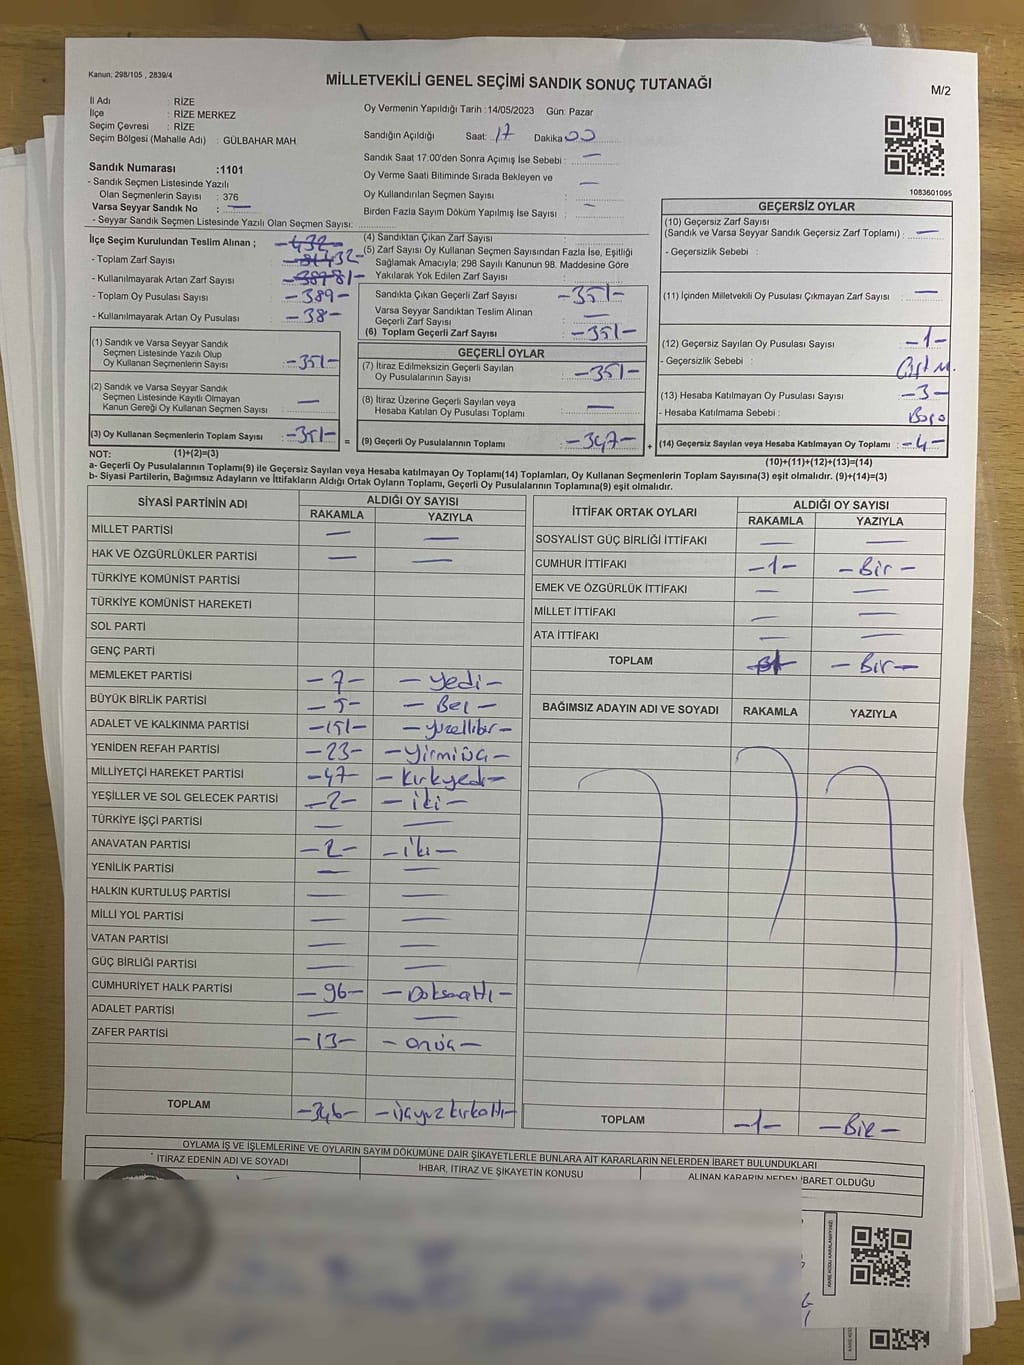 Kanun: 298/105 , 2839/4
MİLLETVEKİLİ GENEL SEÇİMİ SANDIK SONUÇ TUTANAĞI
M/2
İl Adı : RİZE
İlçe : RİZE MERKEZ
Seçim Çevresi : RİZE
Seçim Bölgesi (Mahalle Adı) : GÜLBAHAR MAH
Oy Vermenin Yapıldığı Tarih :14/05/2023 Gün: Pazar
Sandığın Açıldığı Saat: 17 Dakika 00
Sandık Saat 17:00'den Sonra Açımış İse Sebebi : —
Oy Verme Saati Bitiminde Sırada Bekleyen ve
Oy Kullandırılan Seçmen Sayısı : —
Birden Fazla Sayım Döküm Yapılmış İse Sayısı : —
1083601095
Sandık Numarası :1101
- Sandık Seçmen Listesinde Yazılı
Olan Seçmenlerin Sayısı : 376
Varsa Seyyar Sandık No : —
- Seyyar Sandık Seçmen Listesinde Yazılı Olan Seçmen Sayısı:
İlçe Seçim Kurulundan Teslim Alınan ;
- Toplam Zarf Sayısı : 432-
- Kullanılmayarak Artan Zarf Sayısı : 81-
- Toplam Oy Pusulası Sayısı : -389-
- Kullanılmayarak Artan Oy Pusulası : -38-
(1) Sandık ve Varsa Seyyar Sandık
Seçmen Listesinde Yazılı Olup
Oy Kullanan Seçmenlerin Sayısı : -351-
(2) Sandık ve Varsa Seyyar Sandık
Seçmen Listesinde Kayıtlı Olmayan
Kanun Gereği Oy Kullanan Seçmen Sayısı : —
(3) Oy Kullanan Seçmenlerin Toplam Sayısı : -351- =
(4) Sandıktan Çıkan Zarf Sayısı :
(5) Zarf Sayısı Oy Kullanan Seçmen Sayısından Fazla İse, Eşitliği
Sağlamak Amacıyla; 298 Sayılı Kanunun 98. Maddesine Göre
Yakılarak Yok Edilen Zarf Sayısı :
Sandıkta Çıkan Geçerli Zarf Sayısı : -351-
Varsa Seyyar Sandıktan Teslim Alınan
Geçerli Zarf Sayısı : —
(6) Toplam Geçerli Zarf Sayısı : -351-
GEÇERLİ OYLAR
(7) İtiraz Edilmeksizin Geçerli Sayılan
Oy Pusulalarının Sayısı : -351-
(8) İtiraz Üzerine Geçerli Sayılan veya
Hesaba Katılan Oy Pusulası Toplamı : —
(9) Geçerli Oy Pusulalarının Toplamı : -347- +
GEÇERSİZ OYLAR
(10) Geçersiz Zarf Sayısı
(Sandık ve Varsa Seyyar Sandık Geçersiz Zarf Toplamı) : —
- Geçersizlik Sebebi :
(11) İçinden Milletvekili Oy Pusulası Çıkmayan Zarf Sayısı : —
(12) Geçersiz Sayılan Oy Pusulası Sayısı : -1-
- Geçersizlik Sebebi :
(13) Hesaba Katılmayan Oy Pusulası Sayısı : -3-
- Hesaba Katılmama Sebebi :
(14) Geçersiz Sayılan veya Hesaba Katılmayan Oy Toplamı : -4-
NOT: (1)+(2)=(3)
(10)+(11)+(12)+(13)=(14)
a- Geçerli Oy Pusulalarının Toplamı(9) ile Geçersiz Sayılan veya Hesaba katılmayan Oy Toplamı(14) Toplamları, Oy Kullanan Seçmenlerin Toplam Sayısına(3) eşit olmalıdır. (9)+(14)=(3)
b- Siyasi Partilerin, Bağımsız Adayların ve İttifakların Aldığı Ortak Oyların Toplamı, Geçerli Oy Pusulalarının Toplamına(9) eşit olmalıdır.
SİYASİ PARTİNİN ADI ALDIĞI OY SAYISI
RAKAMLA YAZIYLA
MİLLET PARTİSİ — —
HAK VE ÖZGÜRLÜKLER PARTİSİ — —
TÜRKİYE KOMÜNİST PARTİSİ
TÜRKİYE KOMÜNİST HAREKETİ
SOL PARTİ
GENÇ PARTİ
MEMLEKET PARTİSİ -7- -Yedi-
BÜYÜK BİRLİK PARTİSİ -5- -Beş-
ADALET VE KALKINMA PARTİSİ -151- -yüzellibir-
YENİDEN REFAH PARTİSİ -23- -Yirmiüç-
MİLLİYETÇİ HAREKET PARTİSİ -47- -Kırkyedi-
YEŞİLLER VE SOL GELECEK PARTİSİ -2- -iki-
TÜRKİYE İŞÇİ PARTİSİ — —
ANAVATAN PARTİSİ -2- -iki-
YENİLİK PARTİSİ — —
HALKIN KURTULUŞ PARTİSİ — —
MİLLİ YOL PARTİSİ — —
VATAN PARTİSİ — —
GÜÇ BİRLİĞİ PARTİSİ — —
CUMHURİYET HALK PARTİSİ -96- -Doksanaltı-
ADALET PARTİSİ — —
ZAFER PARTİSİ -13- -onüç-
TOPLAM -346- -üçyüzkırkaltı-
İTTİFAK ORTAK OYLARI ALDIĞI OY SAYISI
RAKAMLA YAZIYLA
SOSYALİST GÜÇ BİRLİĞİ İTTİFAKI — —
CUMHUR İTTİFAKI -1- -Bir-
EMEK VE ÖZGÜRLÜK İTTİFAKI — —
MİLLET İTTİFAKI — —
ATA İTTİFAKI — —
TOPLAM -Bir-
BAĞIMSIZ ADAYIN ADI VE SOYADI RAKAMLA YAZIYLA
TOPLAM -1- -Bir-
OYLAMA İŞ VE İŞLEMLERİNE VE OYLARIN SAYIM DÖKÜMÜNE DAİR ŞİKAYETLERLE BUNLARA AİT KARARLARIN NELERDEN İBARET BULUNDUKLARI
İTİRAZ EDENİN ADI VE SOYADI İHBAR, İTİRAZ VE ŞİKAYETİN KONUSU ALINAN KARARIN NEDEN İBARET OLDUĞU